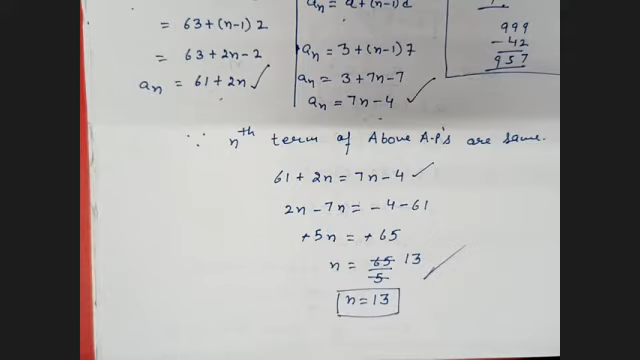 = 63+(n-1)2
= 63+2n-2
an = 61+2n ✓
an = a+(n-1)d
an = 3+(n-1)7
an = 3+7n-7
an = 7n-4 ✓
999
-42
957
∵ nth term of Above A.P's are same.
61+2n = 7n-4 ✓
2n-7n = -4-61
+5n = +65
n = 65/5 13
n=13